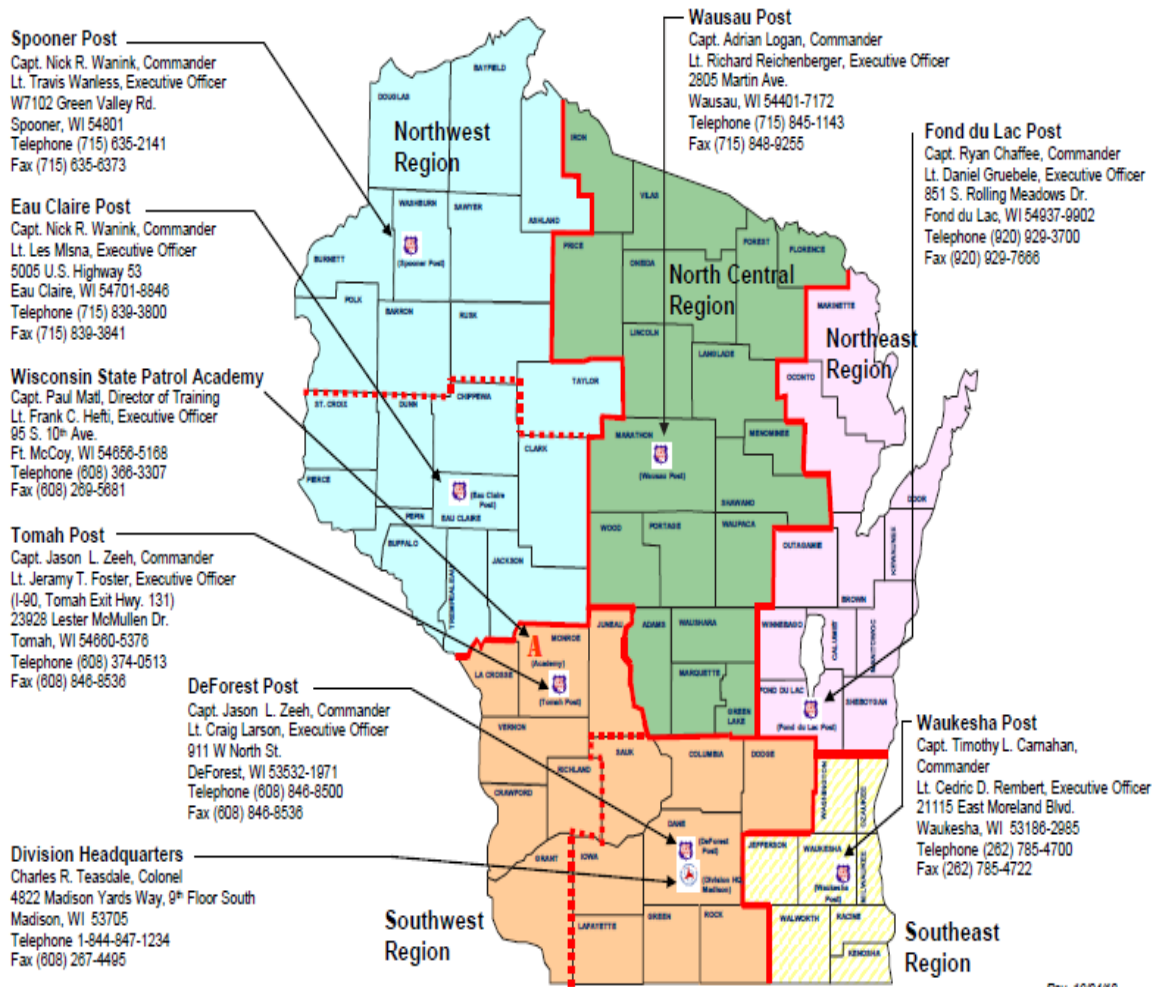 Spooner Post
Capt. Nick R. Wanink, Commander
Lt. Travis Wanless, Executive Officer
W7102 Green Valley Rd.
Spooner, WI 54801
Telephone (715) 635-2141
Fax (715) 635-6373
Eau Claire Post
Capt. Nick R. Wanink, Commander
Lt. Les Mlsna, Executive Officer
5005 U.S. Highway 53
Eau Claire, WI 54701-8846
Telephone (715) 839-3800
Fax (715) 839-3841
Wisconsin State Patrol Academy
Capt. Paul Matl, Director of Training
Lt. Frank C. Hefti, Executive Officer
95 S. 10th Ave.
Ft. McCoy, WI 54656-5168
Telephone (608) 366-3307
Fax (608) 269-5681
Tomah Post
Capt. Jason L. Zeeh, Commander
Lt. Jeramy T. Foster, Executive Officer
(I-90, Tomah Exit Hwy. 131)
23928 Lester McMullen Dr.
Tomah, WI 54660-5376
Telephone (608) 374-0513
Fax (608) 846-8536
DeForest Post
Capt. Jason L. Zeeh, Commander
Lt. Craig Larson, Executive Officer
911 W North St.
DeForest, WI 53532-1971
Telephone (608) 846-8500
Fax (608) 846-8536
Division Headquarters
Charles R. Teasdale, Colonel
4822 Madison Yards Way, 9th Floor South
Madison, WI 53705
Telephone 1-844-847-1234
Fax (608) 267-4495
Wausau Post
Capt. Adrian Logan, Commander
Lt. Richard Reichenberger, Executive Officer
2805 Martin Ave.
Wausau, WI 54401-7172
Telephone (715) 845-1143
Fax (715) 848-9255
Fond du Lac Post
Capt. Ryan Chaffee, Commander
Lt. Daniel Gruebele, Executive Officer
851 S. Rolling Meadows Dr.
Fond du Lac, WI 54937-9902
Telephone (920) 929-3700
Fax (920) 929-7666
Waukesha Post
Capt. Timothy L. Carnahan,
Commander
Lt. Cedric D. Rembert, Executive Officer
21115 East Moreland Blvd.
Waukesha, WI 53186-2985
Telephone (262) 785-4700
Fax (262) 785-4722
Northwest
Region
North Central
Region
Northeast
Region
Southwest
Region
Southeast
Region
BAYFIELD
DOUGLAS
IRON
VILAS
WASHBURN
SAWYER
ASHLAND
FOREST
FLORENCE
PRICE
BURNETT
(Spooner Post)
ONEIDA
MARINETTE
POLK
BARRON
RUSK
LINCOLN
LANGLADE
OCONTO
TAYLOR
ST. CROIX
DUNN
CHIPPEWA
MARATHON
MENOMINEE
CLARK
(Wausau Post)
PIERCE
(Eau Claire
Post)
SHAWANO
DOOR
PEPIN
EAU CLAIRE
WOOD
PORTAGE
WAUPACA
BUFFALO
OUTAGAMIE
KEWAUNEE
JACKSON
TREMPEALEAU
BROWN
JUNEAU
ADAMS
WAUSHARA
WINNEBAGO
CALUMET
MANITOWOC
MONROE
A
(Academy)
LA CROSSE
(Tomah Post)
MARQUETTE
GREEN
LAKE
FOND DU LAC
SHEBOYGAN
(Fond du Lac Post)
VERNON
SAUK
COLUMBIA
DODGE
RICHLAND
CRAWFORD
WASHINGTON
OZAUKEE
DANE
(DeForest
Post)
JEFFERSON
WAUKESHA
MILWAUKEE
(Waukesha
Post)
GRANT
IOWA
(Division HQ
Madison)
LAFAYETTE
GREEN
ROCK
WALWORTH
RACINE
KENOSHA